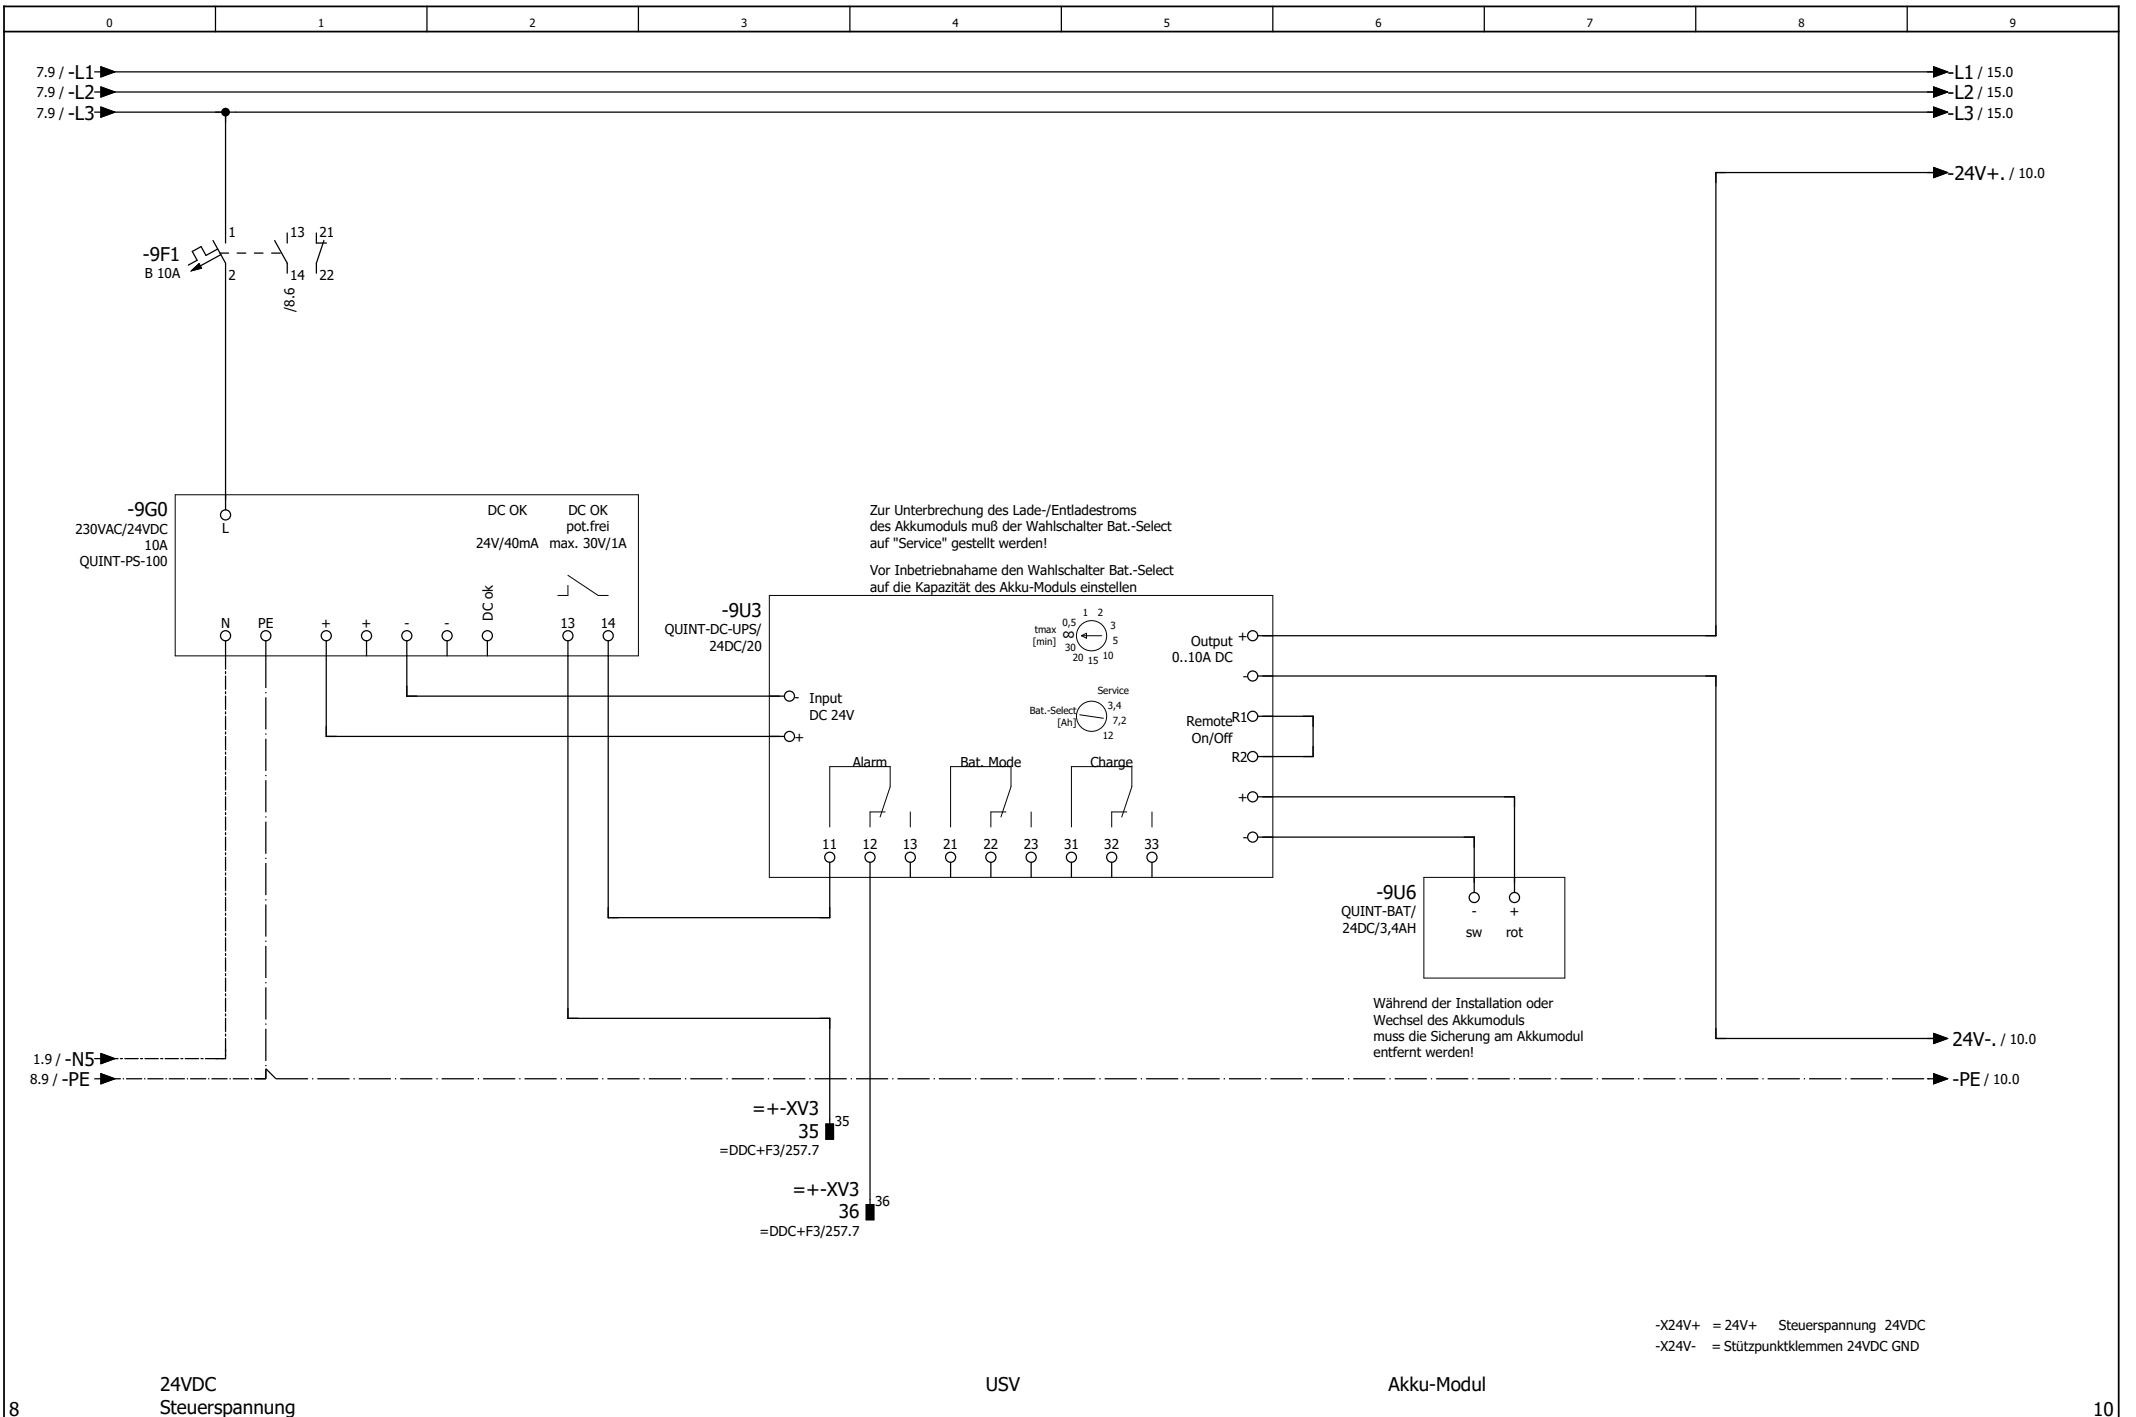 0 1 2 3 4 5 6 7 8 9
7.9 / -L1 -L1 / 15.0
7.9 / -L2 -L2 / 15.0
7.9 / -L3 -L3 / 15.0
-24V+. / 10.0
1 13 21
-9F1
B 10A
2 14 22
/8.6
-9G0
230VAC/24VDC
10A
QUINT-PS-100
L
DC OK
24V/40mA
DC OK
pot.frei
max. 30V/1A
DC ok
N PE + + - - 13 14
Zur Unterbrechung des Lade-/Entladestroms
des Akkumoduls muß der Wahlschalter Bat.-Select
auf "Service" gestellt werden!
Vor Inbetriebnahame den Wahlschalter Bat.-Select
auf die Kapazität des Akku-Moduls einstellen
-9U3
QUINT-DC-UPS/
24DC/20
tmax
[min]
∞ 0,5 1 2 3 5 10 15 20 30
Output
0..10A DC
+
-
- Input
DC 24V
+
Service
Bat.-Select
[Ah]
3,4
7,2
12
Remote
On/Off
R1
R2
+
-
Alarm Bat. Mode Charge
11 12 13 21 22 23 31 32 33
-9U6
QUINT-BAT/
24DC/3,4AH
- +
sw rot
Während der Installation oder
Wechsel des Akkumoduls
muss die Sicherung am Akkumodul
entfernt werden!
1.9 / -N5 24V-. / 10.0
8.9 / -PE -PE / 10.0
=+-XV3
35 35
=DDC+F3/257.7
=+-XV3
36 36
=DDC+F3/257.7
-X24V+ = 24V+ Steuerspannung 24VDC
-X24V- = Stützpunktklemmen 24VDC GND
24VDC
Steuerspannung
USV
Akku-Modul
8 10